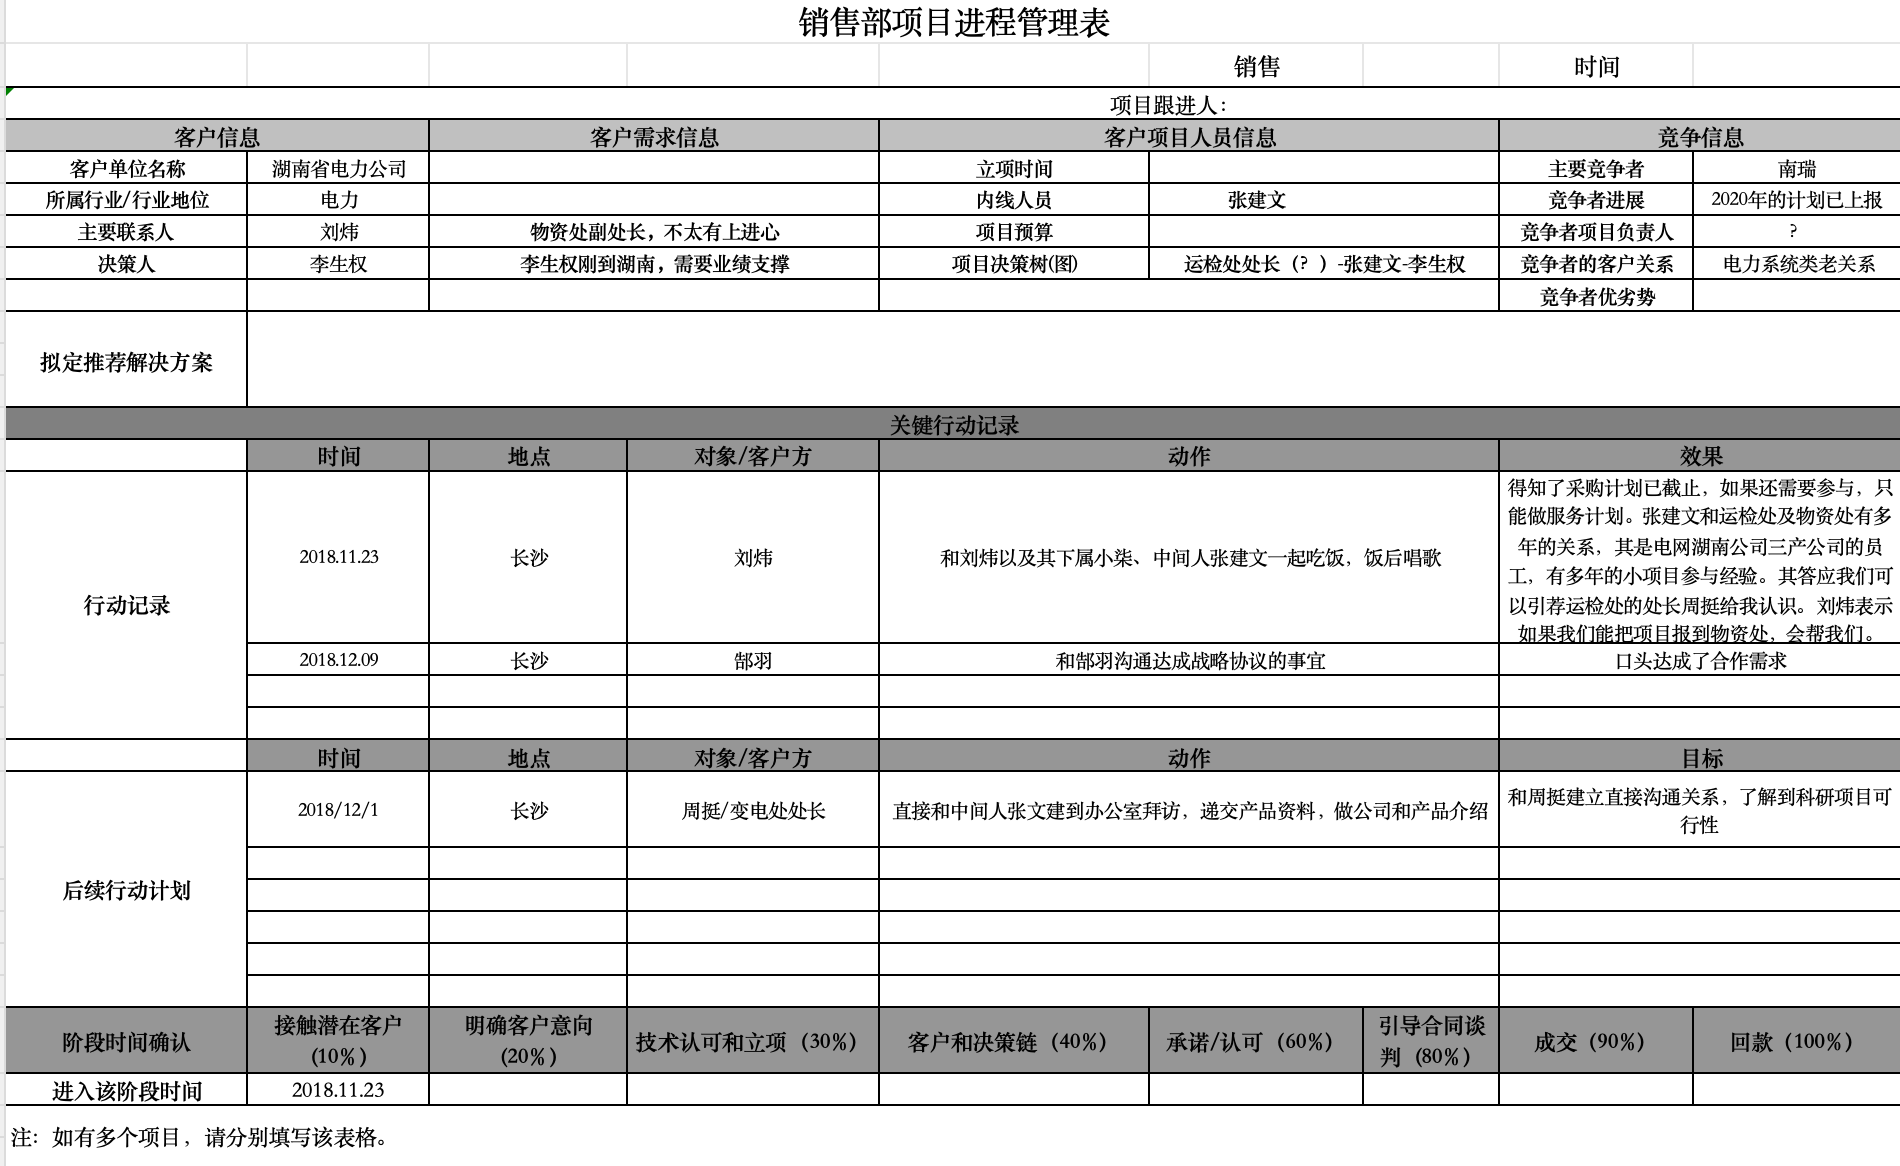 销售部项目进程管理表
销售 时间
项目跟进人：
客户信息 客户需求信息 客户项目人员信息 竞争信息
客户单位名称 湖南省电力公司 立项时间 主要竞争者 南瑞
所属行业/行业地位 电力 内线人员 张建文 竞争者进展 2020年的计划已上报
主要联系人 刘炜 物资处副处长，不太有上进心 项目预算 竞争者项目负责人 ？
决策人 李生权 李生权刚到湖南，需要业绩支撑 项目决策树(图) 运检处处长（？）-张建文-李生权 竞争者的客户关系 电力系统类老关系
竞争者优劣势
拟定推荐解决方案
关键行动记录
时间 地点 对象/客户方 动作 效果
行动记录
2018.11.23 长沙 刘炜 和刘炜以及其下属小柒、中间人张建文一起吃饭，饭后唱歌
得知了采购计划已截止，如果还需要参与，只
能做服务计划。张建文和运检处及物资处有多
年的关系，其是电网湖南公司三产公司的员
工，有多年的小项目参与经验。其答应我们可
以引荐运检处的处长周挺给我认识。刘炜表示
如果我们能把项目报到物资处，会帮我们。
2018.12.09 长沙 郜羽 和郜羽沟通达成战略协议的事宜 口头达成了合作需求
时间 地点 对象/客户方 动作 目标
后续行动计划
2018/12/1 长沙 周挺/变电处处长 直接和中间人张文建到办公室拜访，递交产品资料，做公司和产品介绍
和周挺建立直接沟通关系，了解到科研项目可
行性
阶段时间确认
接触潜在客户
（10%）
明确客户意向
（20%）
技术认可和立项（30%）
客户和决策链（40%）
承诺/认可（60%）
引导合同谈
判（80%）
成交（90%）
回款（100%）
进入该阶段时间 2018.11.23
注：如有多个项目，请分别填写该表格。